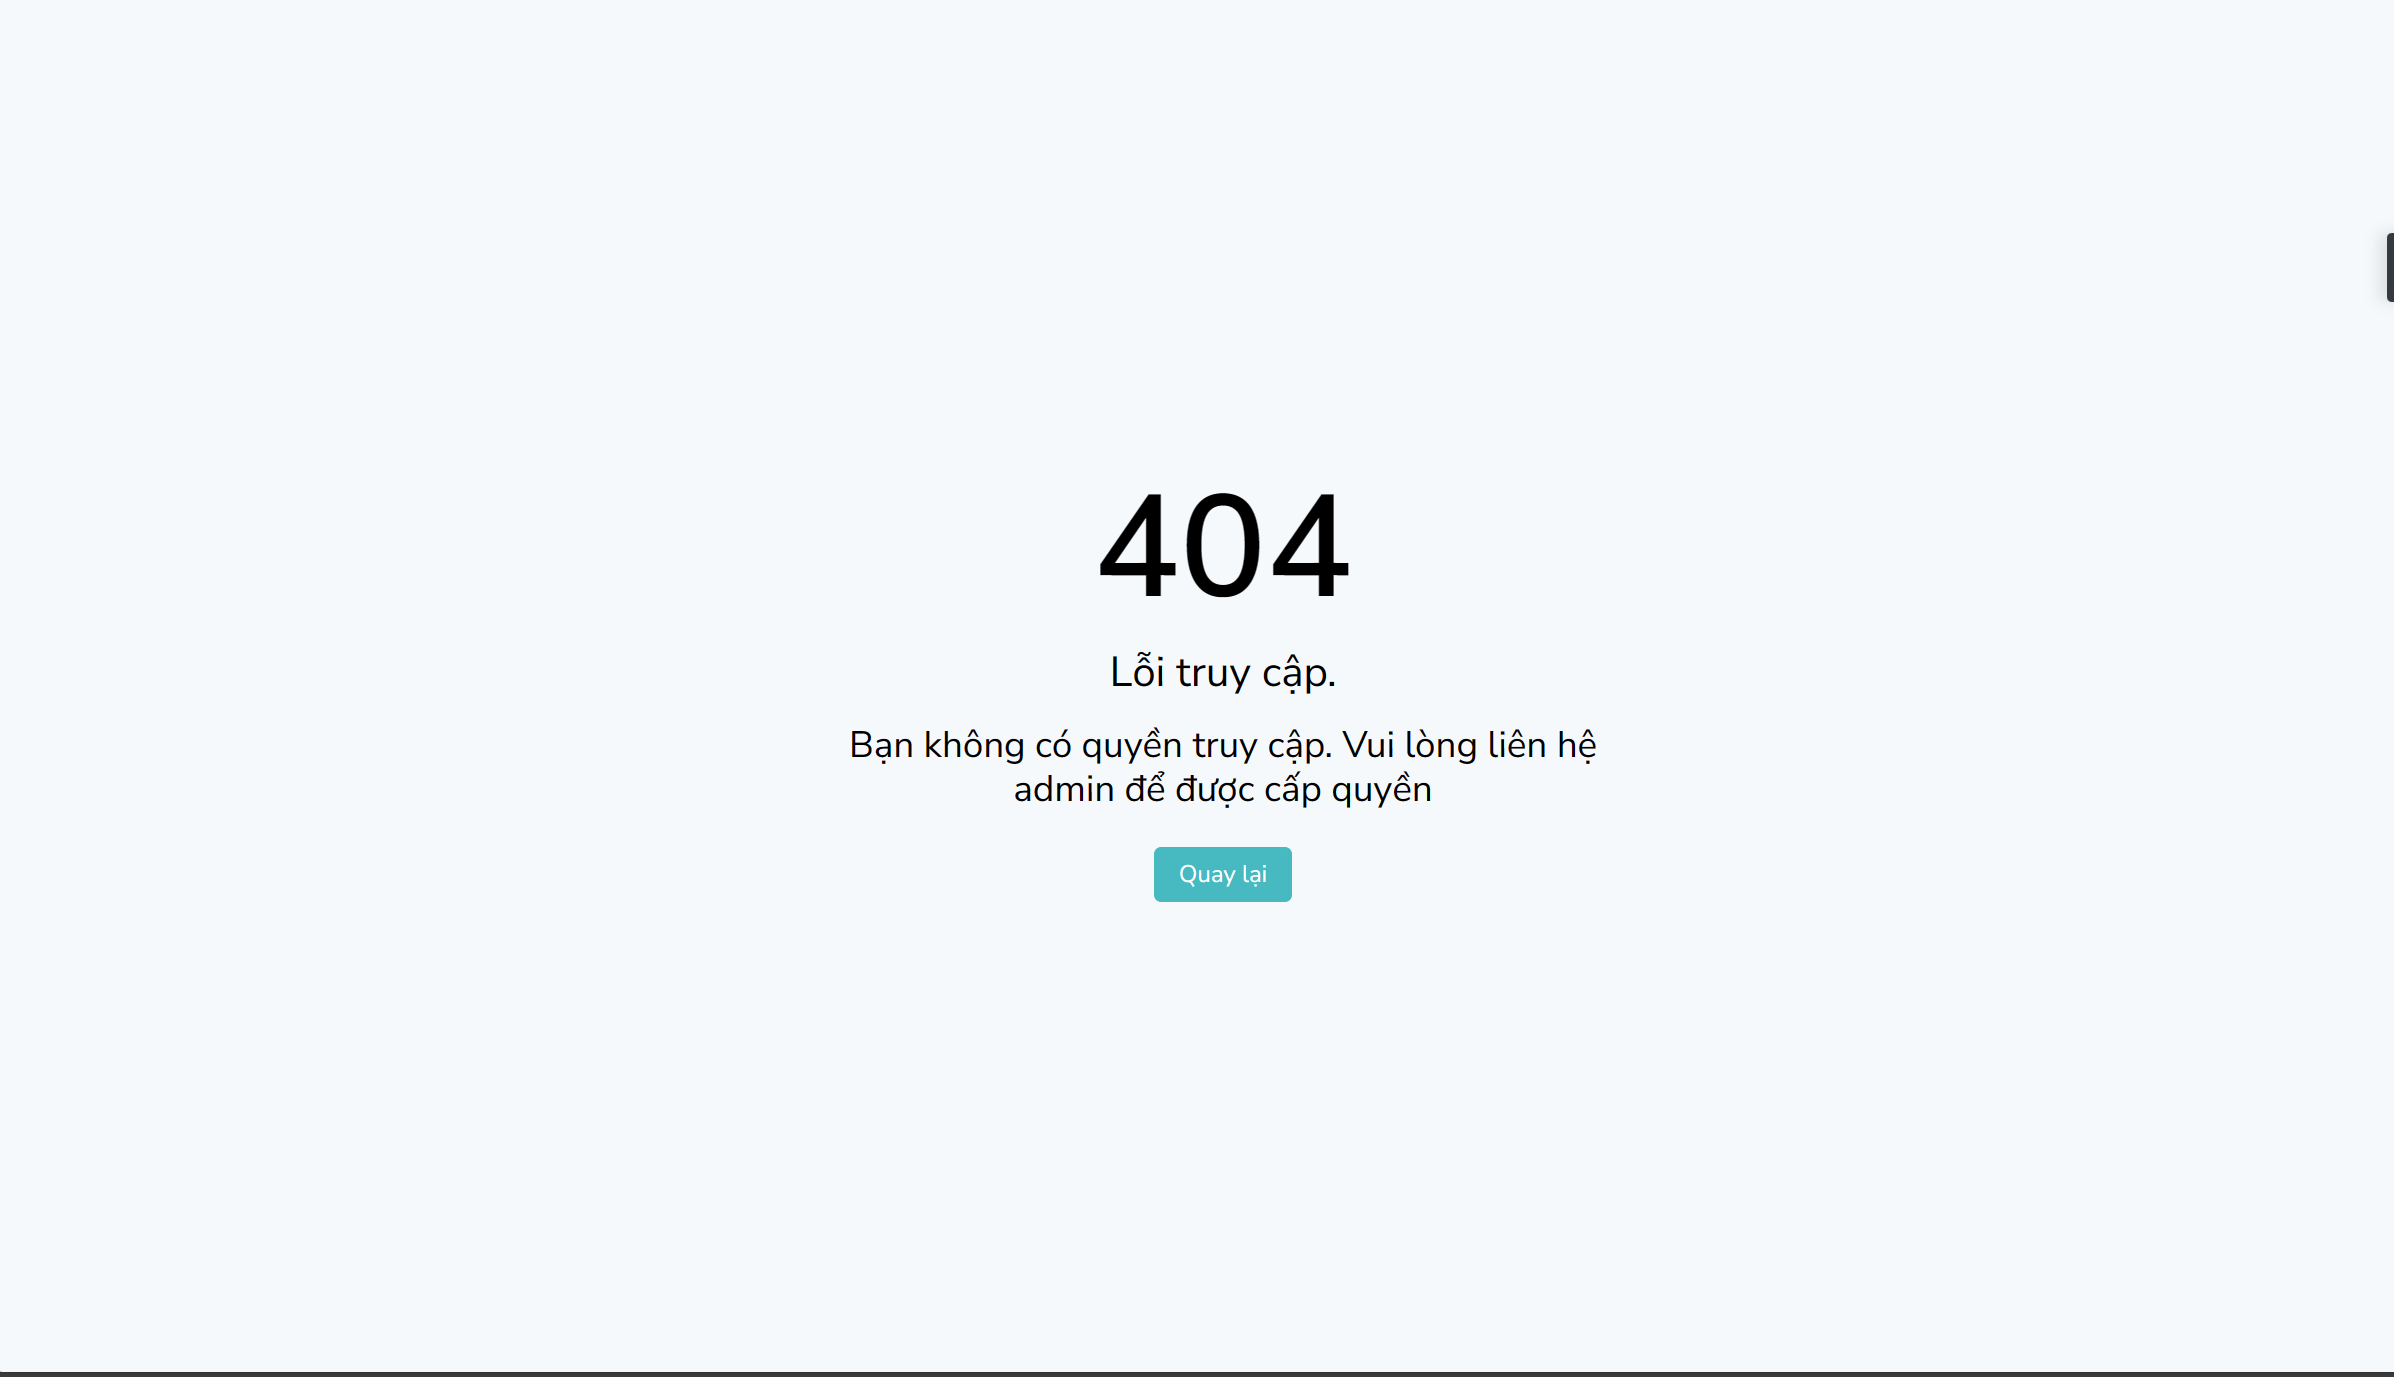 404
Lỗi truy cập.
Bạn không có quyền truy cập. Vui lòng liên hệ
admin để được cấp quyền
Quay lại